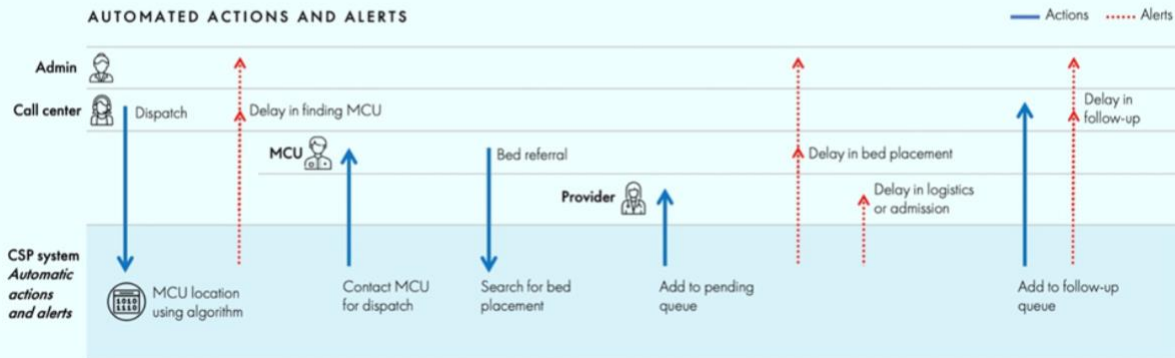 AUTOMATED ACTIONS AND ALERTS
Actions
Alerts
Admin
Call center
Dispatch
Delay in finding MCU
Delay in
follow-up
MCU
Bed referral
Delay in bed placement
Provider
Delay in logistics
or admission
CSP system
Automatic
actions
and alerts
1010
1110
MCU location
using algorithm
Contact MCU
for dispatch
Search for bed
placement
Add to pending
queue
Add to follow-up
queue